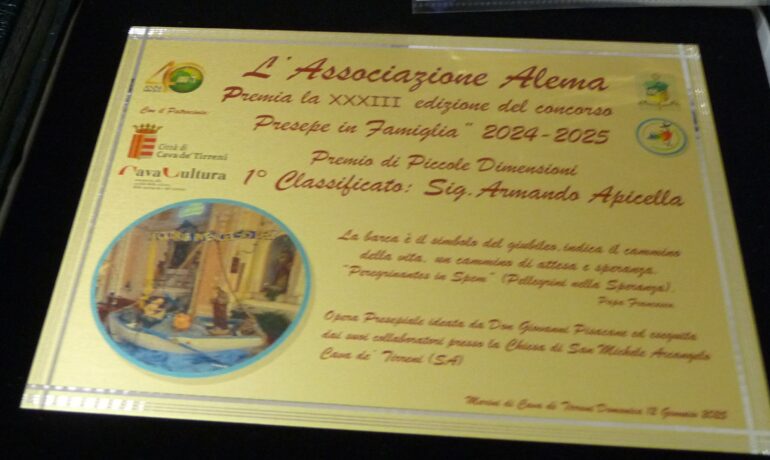 L'Associazione Alema
Premia la XXXIII edizione del concorso
Presepe in Famiglia" 2024-2025
Con il Patrocinio
Città di
Cava de' Tirreni
CavaCultura
Premio di Piccole Dimensioni
1° Classificato: Sig. Armando Apicella
La barca è il simbolo del giubileo, indica il cammino
della vita, un cammino di attesa e speranza.
"Peregrinantes in Spem" (Pellegrini nella Speranza).
Papa Francesco
Opera Presepiale ideata da Don Giovanni Pisacane ed eseguita
dai suoi collaboratori presso la Chiesa di San Michele Arcangelo
Cava de' Tirreni (SA)
Marini di Cava de' Tirreni Domenica 12 Gennaio 2025